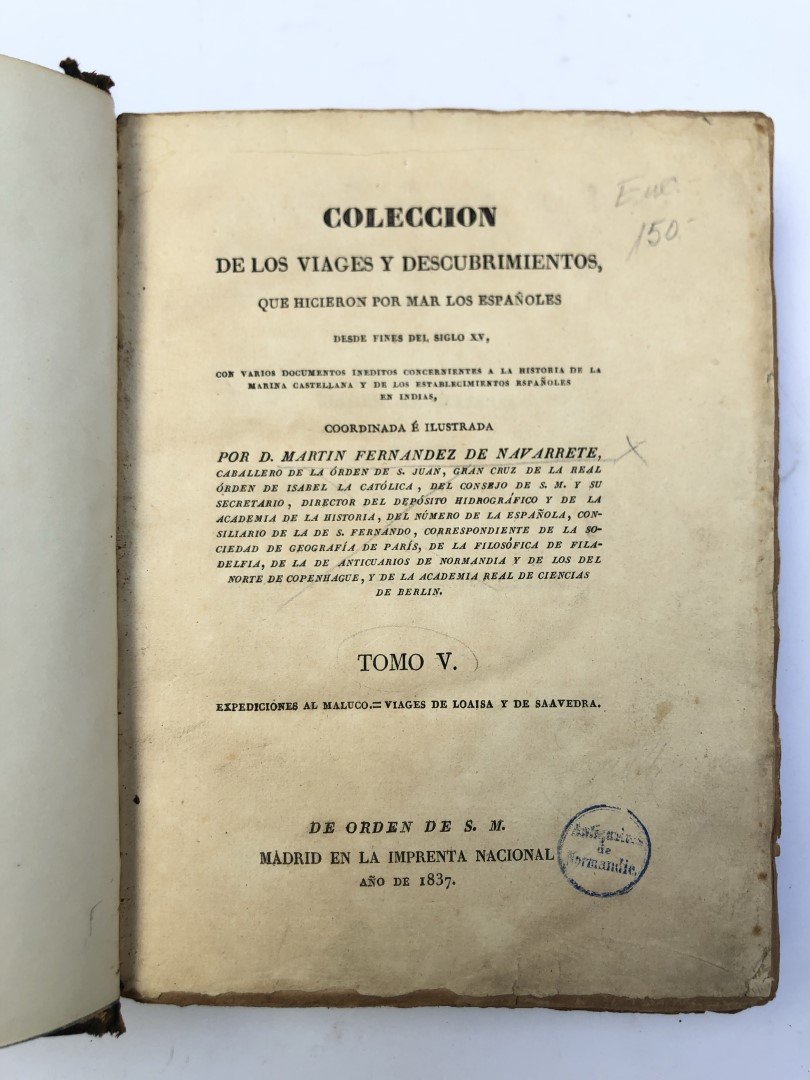 COLECCION
DE LOS VIAGES Y DESCUBRIMIENTOS,
QUE HICIERON POR MAR LOS ESPAÑOLES
DESDE FINES DEL SIGLO XV,
CON VARIOS DOCUMENTOS INEDITOS CONCERNIENTES A LA HISTORIA DE LA
MARINA CASTELLANA Y DE LOS ESTABLECIMIENTOS ESPAÑOLES
EN INDIAS,
COORDINADA É ILUSTRADA
POR D. MARTIN FERNANDEZ DE NAVARRETE,
CABALLERO DE LA ÓRDEN DE S. JUAN, GRAN CRUZ DE LA REAL
ÓRDEN DE ISABEL LA CATÓLICA, DEL CONSEJO DE S. M. Y SU
SECRETARIO, DIRECTOR DEL DEPÓSITO HIDROGRÁFICO Y DE LA
ACADEMIA DE LA HISTORIA, DEL NÚMERO DE LA ESPAÑOLA, CON-
SILIARIO DE LA DE S. FERNANDO, CORRESPONDIENTE DE LA SO-
CIEDAD DE GEOGRAFÍA DE PARÍS, DE LA FILOSÓFICA DE FILA-
DELFIA, DE LA DE ANTICUARIOS DE NORMANDIA Y DE LOS DEL
NORTE DE COPENHAGUE, Y DE LA ACADEMIA REAL DE CIENCIAS
DE BERLIN.
TOMO V.
EXPEDICIONES AL MALUCO.=VIAGES DE LOAISA Y DE SAAVEDRA.
DE ORDEN DE S. M.
MADRID EN LA IMPRENTA NACIONAL
AÑO DE 1837.
Antiquaires
de
Normandie.
150